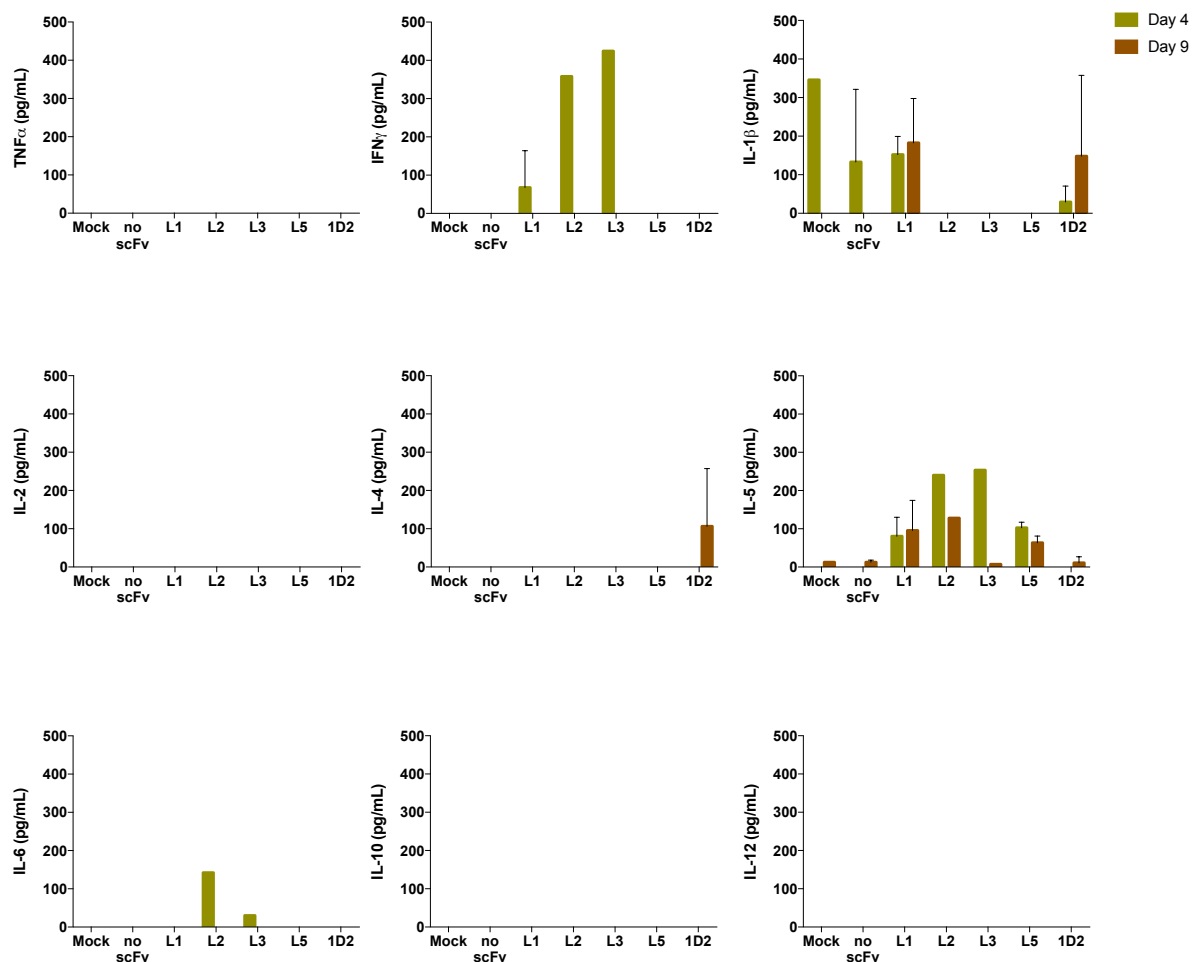 Day 4
Day 9
TNFα (pg/mL)
500
400
300
200
100
0
Mock no scFv L1 L2 L3 L5 1D2
IFNγ (pg/mL)
500
400
300
200
100
0
Mock no scFv L1 L2 L3 L5 1D2
IL-1β (pg/mL)
500
400
300
200
100
0
Mock no scFv L1 L2 L3 L5 1D2
IL-2 (pg/mL)
500
400
300
200
100
0
Mock no scFv L1 L2 L3 L5 1D2
IL-4 (pg/mL)
500
400
300
200
100
0
Mock no scFv L1 L2 L3 L5 1D2
IL-5 (pg/mL)
500
400
300
200
100
0
Mock no scFv L1 L2 L3 L5 1D2
IL-6 (pg/mL)
500
400
300
200
100
0
Mock no scFv L1 L2 L3 L5 1D2
IL-10 (pg/mL)
500
400
300
200
100
0
Mock no scFv L1 L2 L3 L5 1D2
IL-12 (pg/mL)
500
400
300
200
100
0
Mock no scFv L1 L2 L3 L5 1D2